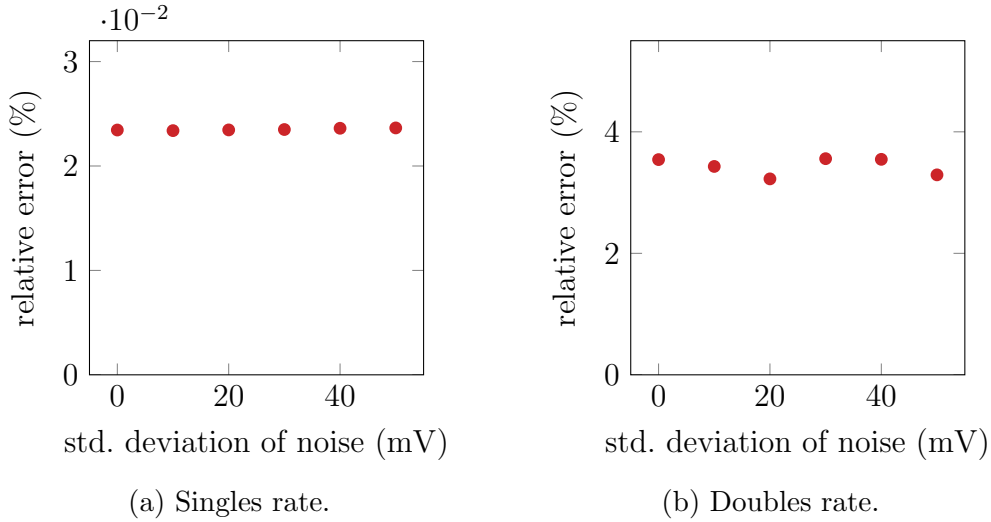 ·10−2
3
2
1
0
relative error (%)
0 20 40
std. deviation of noise (mV)
(a) Singles rate.
4
2
0
relative error (%)
0 20 40
std. deviation of noise (mV)
(b) Doubles rate.